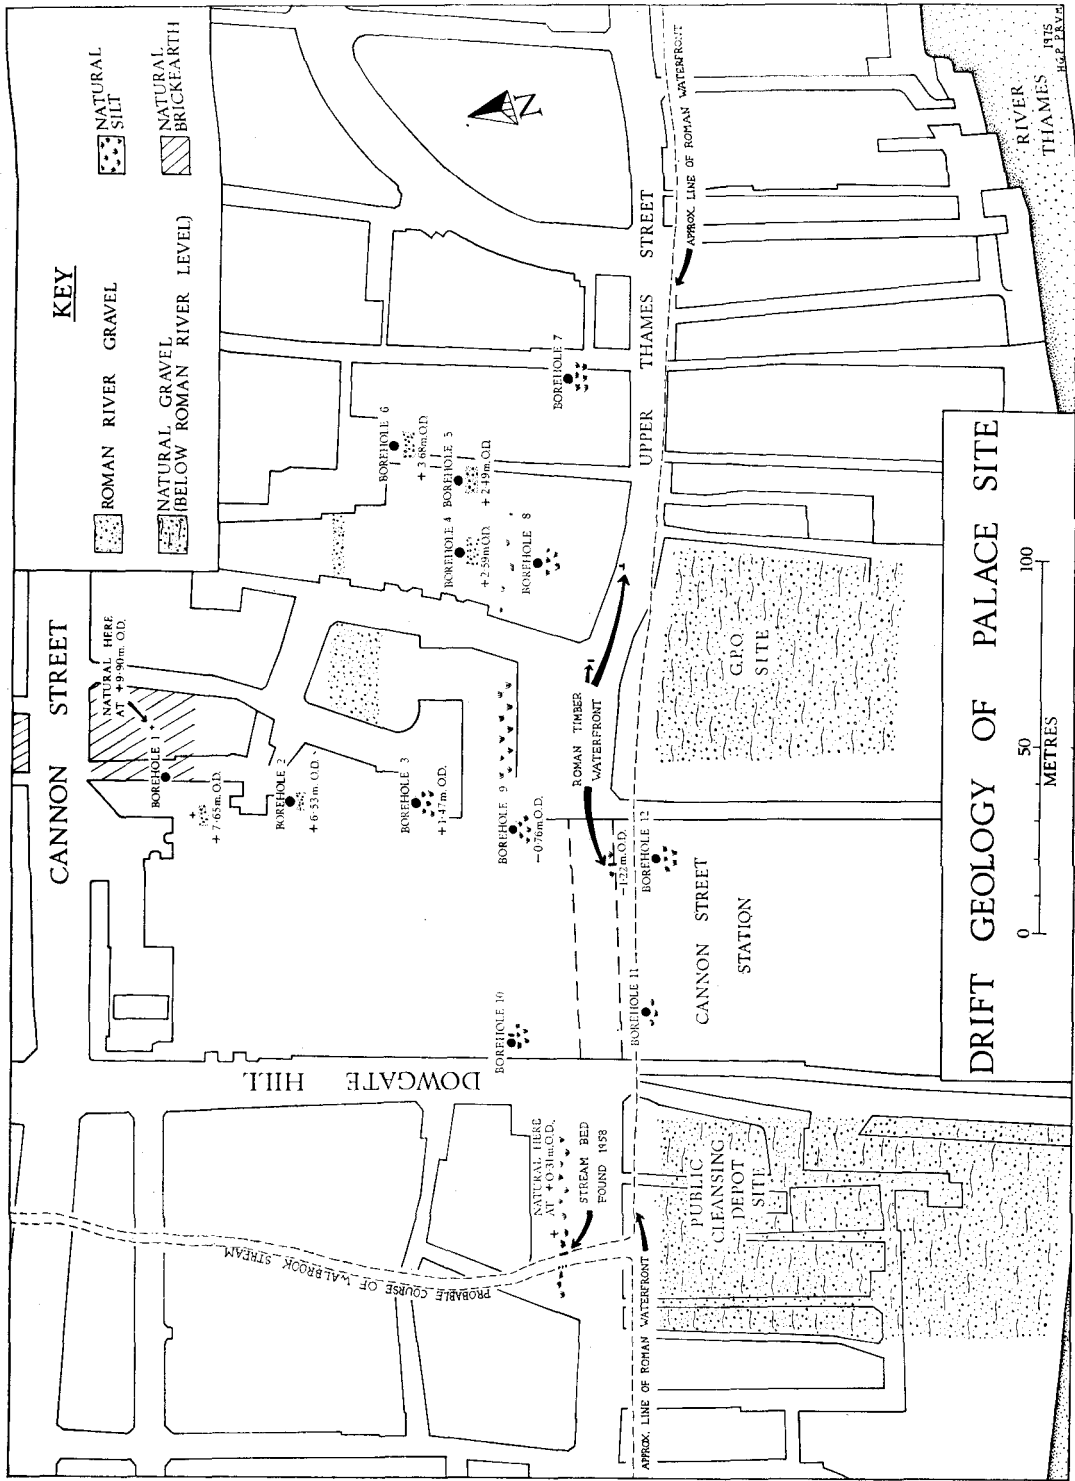 KEY
ROMAN RIVER GRAVEL
NATURAL
SILT
NATURAL GRAVEL
(BELOW ROMAN RIVER LEVEL)
NATURAL
BRICKEARTH
CANNON STREET
NATURAL HERE
AT +9·90m. O.D.
BOREHOLE 1
+7·65m. O.D.
BOREHOLE 2
+6·53m. O.D.
BOREHOLE 3
+1·47m. O.D.
BOREHOLE 6
+3·68m. O.D.
BOREHOLE 4
+2·59m. O.D.
BOREHOLE 5
+2·49m. O.D.
BOREHOLE 7
BOREHOLE 8
BOREHOLE 9
-0·76m. O.D.
BOREHOLE 10
DOWGATE HILL
PROBABLE COURSE OF WALBROOK STREAM
NATURAL HERE
AT +0·31m. O.D.
STREAM BED
FOUND 1958
ROMAN TIMBER
WATERFRONT
-1·22m. O.D.
BOREHOLE 11
BOREHOLE 12
UPPER THAMES STREET
N
APPROX. LINE OF ROMAN WATERFRONT
APPROX. LINE OF ROMAN WATERFRONT
PUBLIC
CLEANSING
DEPOT
SITE
CANNON STREET
STATION
G.P.O.
SITE
RIVER
THAMES
1975
H.G.P. P.R.V.M.
DRIFT GEOLOGY OF PALACE SITE
0 50 100
METRES